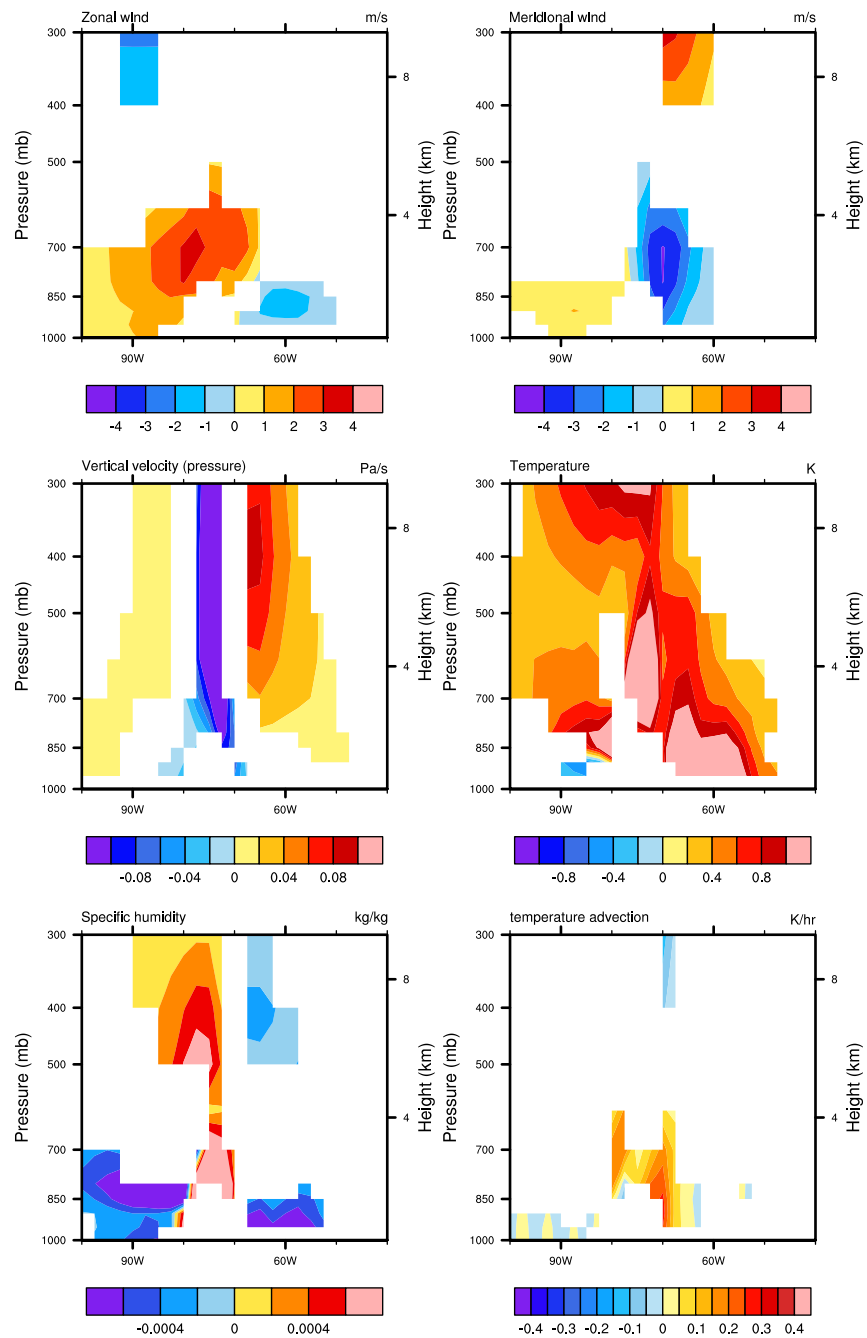 Zonal wind m/s
300
400
500
700
850
1000
Pressure (mb)
8
4
Height (km)
90W 60W
-4 -3 -2 -1 0 1 2 3 4
Meridional wind m/s
300
400
500
700
850
1000
Pressure (mb)
8
4
Height (km)
90W 60W
-4 -3 -2 -1 0 1 2 3 4
Vertical velocity (pressure) Pa/s
300
400
500
700
850
1000
Pressure (mb)
8
4
Height (km)
90W 60W
-0.08 -0.04 0 0.04 0.08
Temperature K
300
400
500
700
850
1000
Pressure (mb)
8
4
Height (km)
90W 60W
-0.8 -0.4 0 0.4 0.8
Specific humidity kg/kg
300
400
500
700
850
1000
Pressure (mb)
8
4
Height (km)
90W 60W
-0.0004 0 0.0004
temperature advection K/hr
300
400
500
700
850
1000
Pressure (mb)
8
4
Height (km)
90W 60W
-0.4 -0.3 -0.2 -0.1 0 0.1 0.2 0.3 0.4